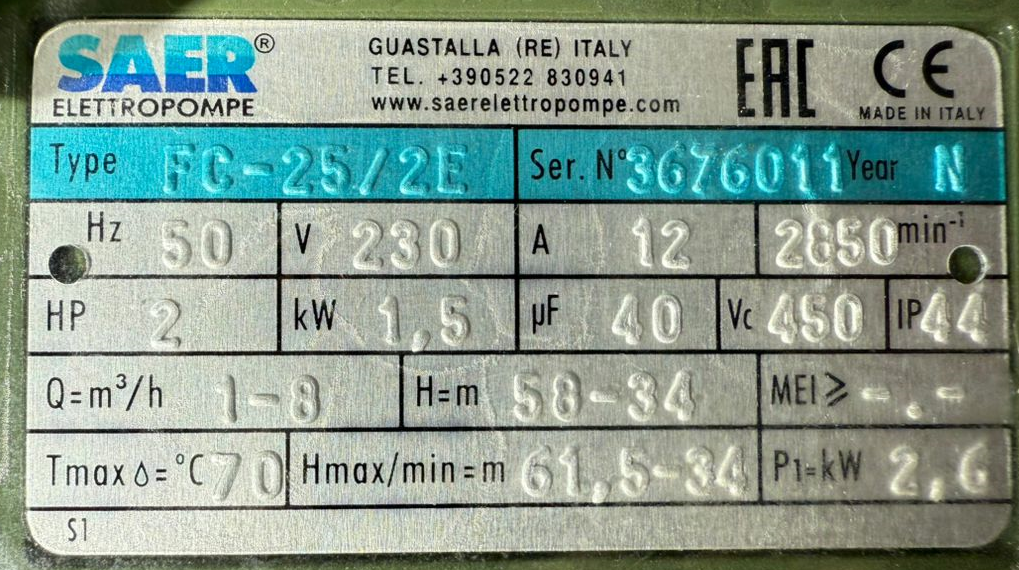 SAER®
ELETTROPOMPE
GUASTALLA (RE) ITALY
TEL. +390522 830941
www.saerelettropompe.com
EAC CE
MADE IN ITALY
Type FC-25/2E Ser. N° 3676011 Year N
Hz 50 V 230 A 12 2850 min⁻¹
HP 2 kW 1,5 µF 40 Vc 450 IP 44
Q=m³/h 1-8 H=m 58-34 MEI ⩾ -.-
Tmax 💧=°C 70 Hmax/min=m 61,5-34 P1=kW 2,6
S1